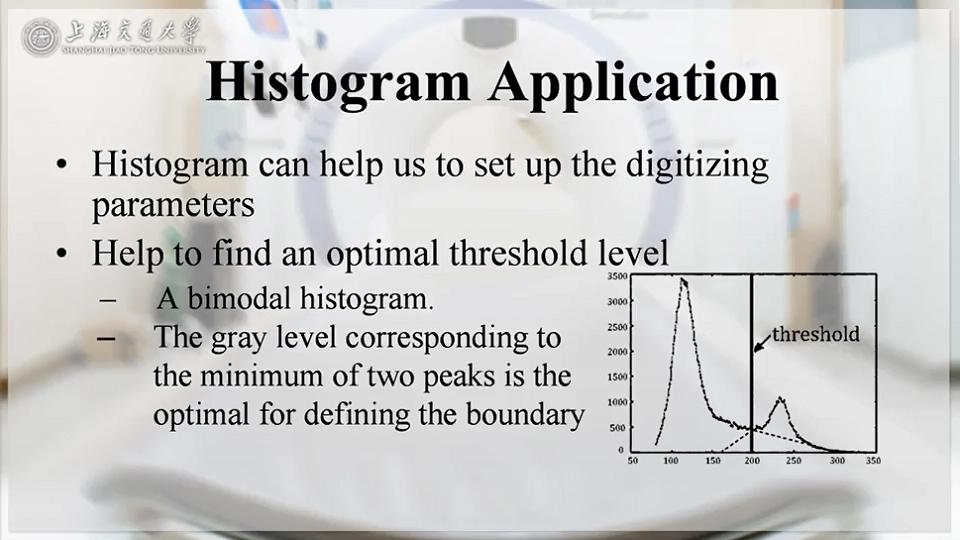 上海交通大学
SHANGHAI JIAO TONG UNIVERSITY
Histogram Application
• Histogram can help us to set up the digitizing
parameters
• Help to find an optimal threshold level
– A bimodal histogram.
– The gray level corresponding to
the minimum of two peaks is the
optimal for defining the boundary
3500
3000
2500
2000
1500
1000
500
0
threshold
50 100 150 200 250 300 350